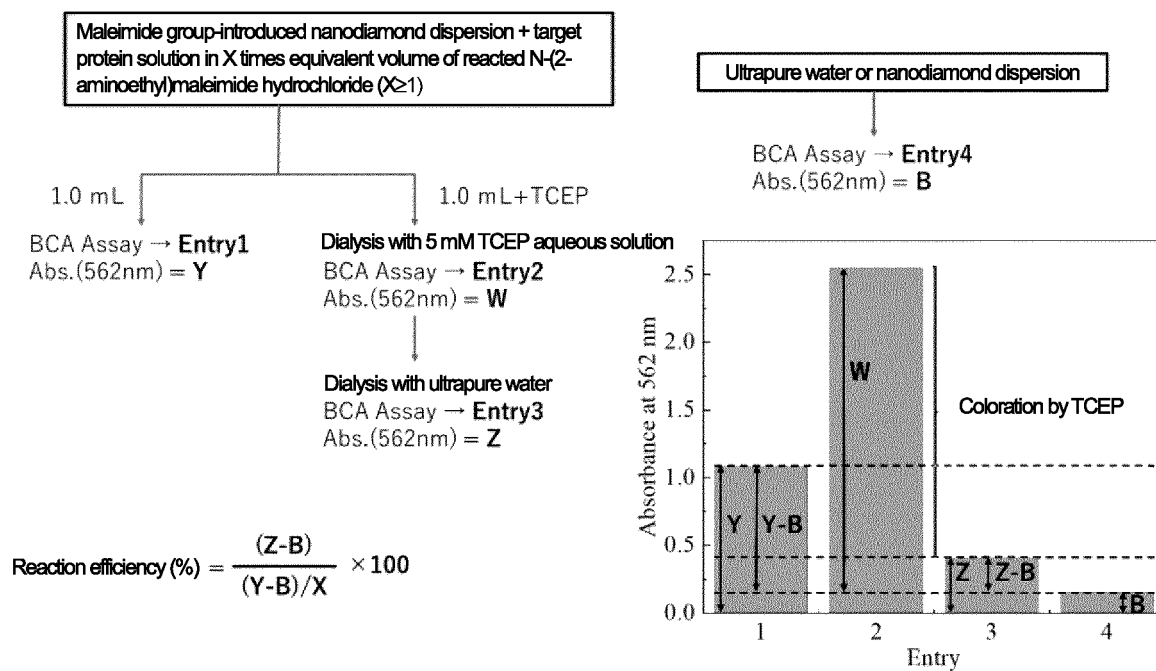 Maleimide group-introduced nanodiamond dispersion + target
protein solution in X times equivalent volume of reacted N-(2-
aminoethyl)maleimide hydrochloride (X≥1)
Ultrapure water or nanodiamond dispersion
BCA Assay → Entry4
Abs.(562nm) = B
1.0 mL
1.0 mL+TCEP
BCA Assay → Entry1
Abs.(562nm) = Y
Dialysis with 5 mM TCEP aqueous solution
BCA Assay → Entry2
Abs.(562nm) = W
Dialysis with ultrapure water
BCA Assay → Entry3
Abs.(562nm) = Z
Reaction efficiency (%) = (Z-B) / (Y-B)/X ×100
Absorbance at 562 nm
2.5
2.0
1.5
1.0
0.5
0.0
W
Coloration by TCEP
Y
Y-B
Z
Z-B
B
1 2 3 4
Entry